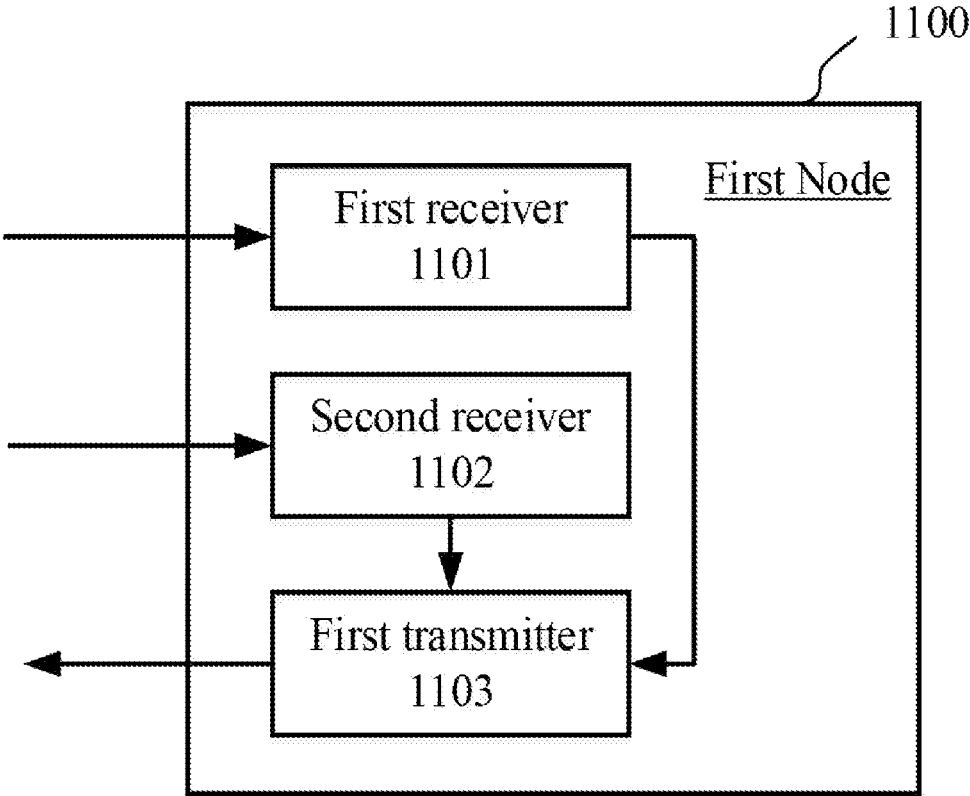 1100
First Node
First receiver
1101
Second receiver
1102
First transmitter
1103